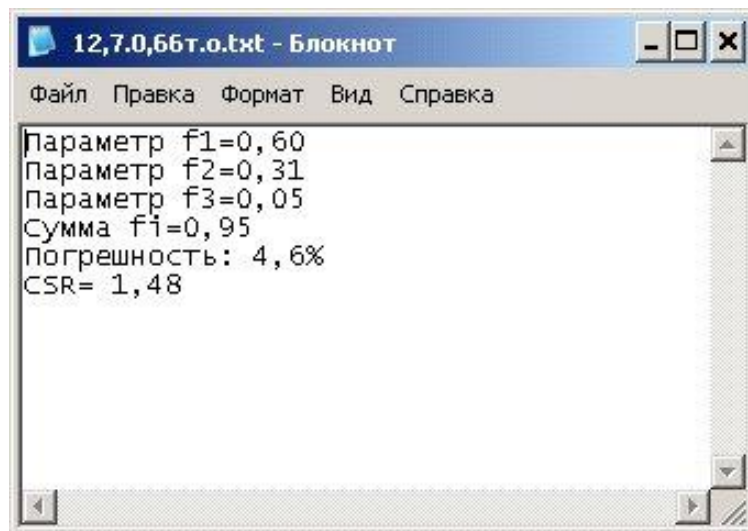 12,7.0,66т.о.txt - Блокнот
Файл Правка Формат Вид Справка
Параметр f1=0,60
Параметр f2=0,31
Параметр f3=0,05
Сумма fi=0,95
Погрешность: 4,6%
CSR= 1,48